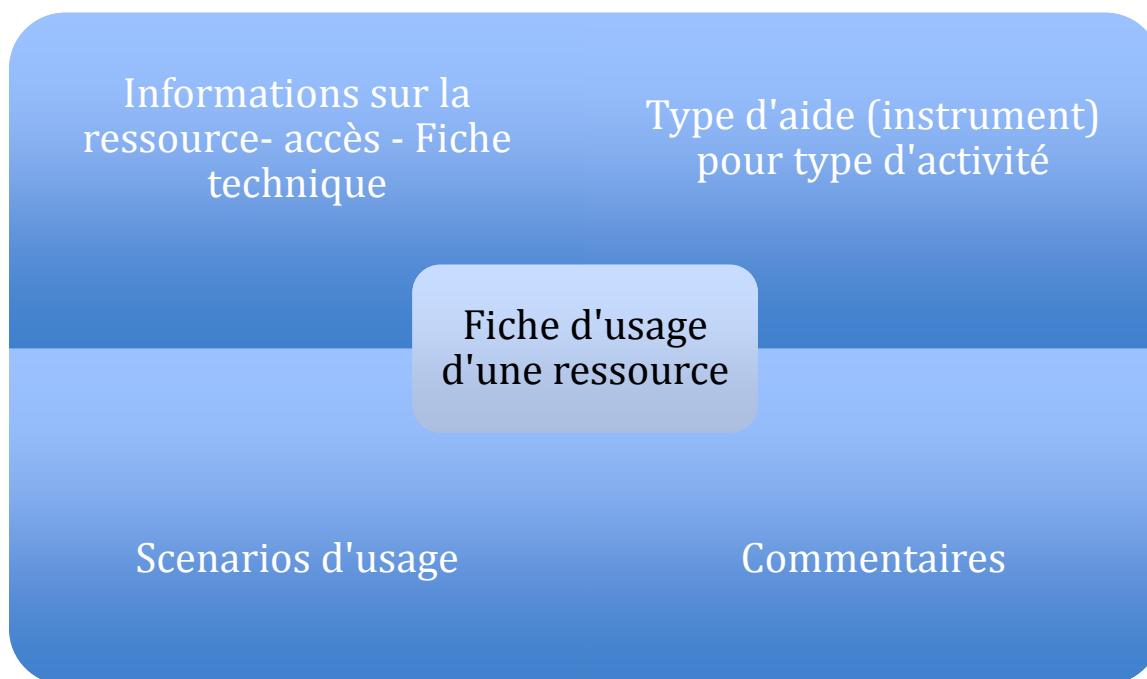 Informations sur la
ressource- accès - Fiche
technique
Type d'aide (instrument)
pour type d'activité
Fiche d'usage
d'une ressource
Scenarios d'usage
Commentaires